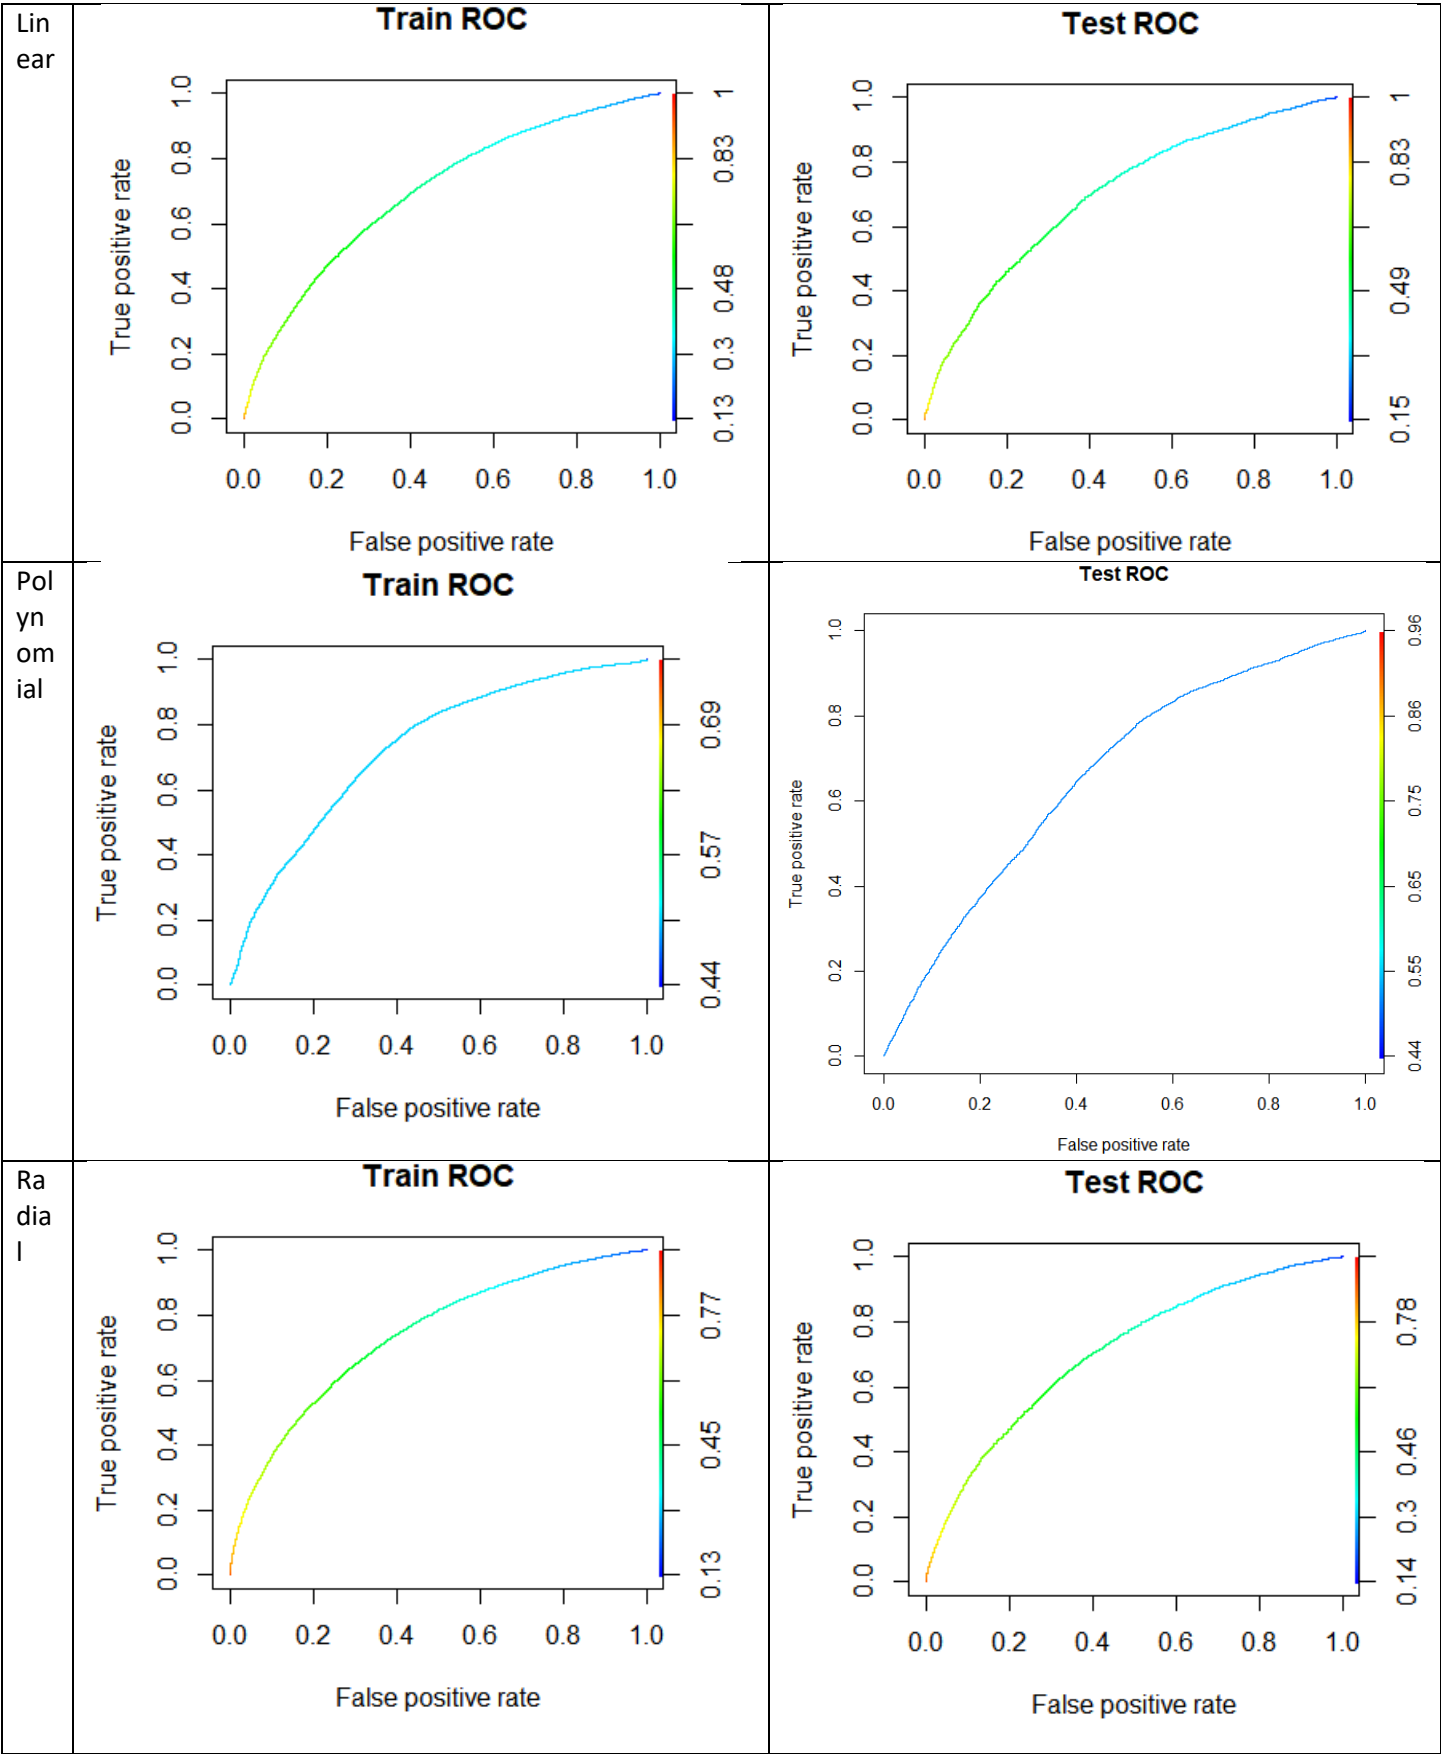 Lin
ear
Train ROC
True positive rate
0.0 0.2 0.4 0.6 0.8 1.0
0.13 0.3 0.48 0.83 1
0.0 0.2 0.4 0.6 0.8 1.0
False positive rate
Test ROC
True positive rate
0.0 0.2 0.4 0.6 0.8 1.0
0.15 0.49 0.83 1
0.0 0.2 0.4 0.6 0.8 1.0
False positive rate
Pol
yn
om
ial
Train ROC
True positive rate
0.0 0.2 0.4 0.6 0.8 1.0
0.44 0.57 0.69
0.0 0.2 0.4 0.6 0.8 1.0
False positive rate
Test ROC
True positive rate
0.0 0.2 0.4 0.6 0.8 1.0
0.44 0.55 0.65 0.75 0.86 0.96
0.0 0.2 0.4 0.6 0.8 1.0
False positive rate
Ra
dia
l
Train ROC
True positive rate
0.0 0.2 0.4 0.6 0.8 1.0
0.13 0.45 0.77
0.0 0.2 0.4 0.6 0.8 1.0
False positive rate
Test ROC
True positive rate
0.0 0.2 0.4 0.6 0.8 1.0
0.14 0.3 0.46 0.78
0.0 0.2 0.4 0.6 0.8 1.0
False positive rate